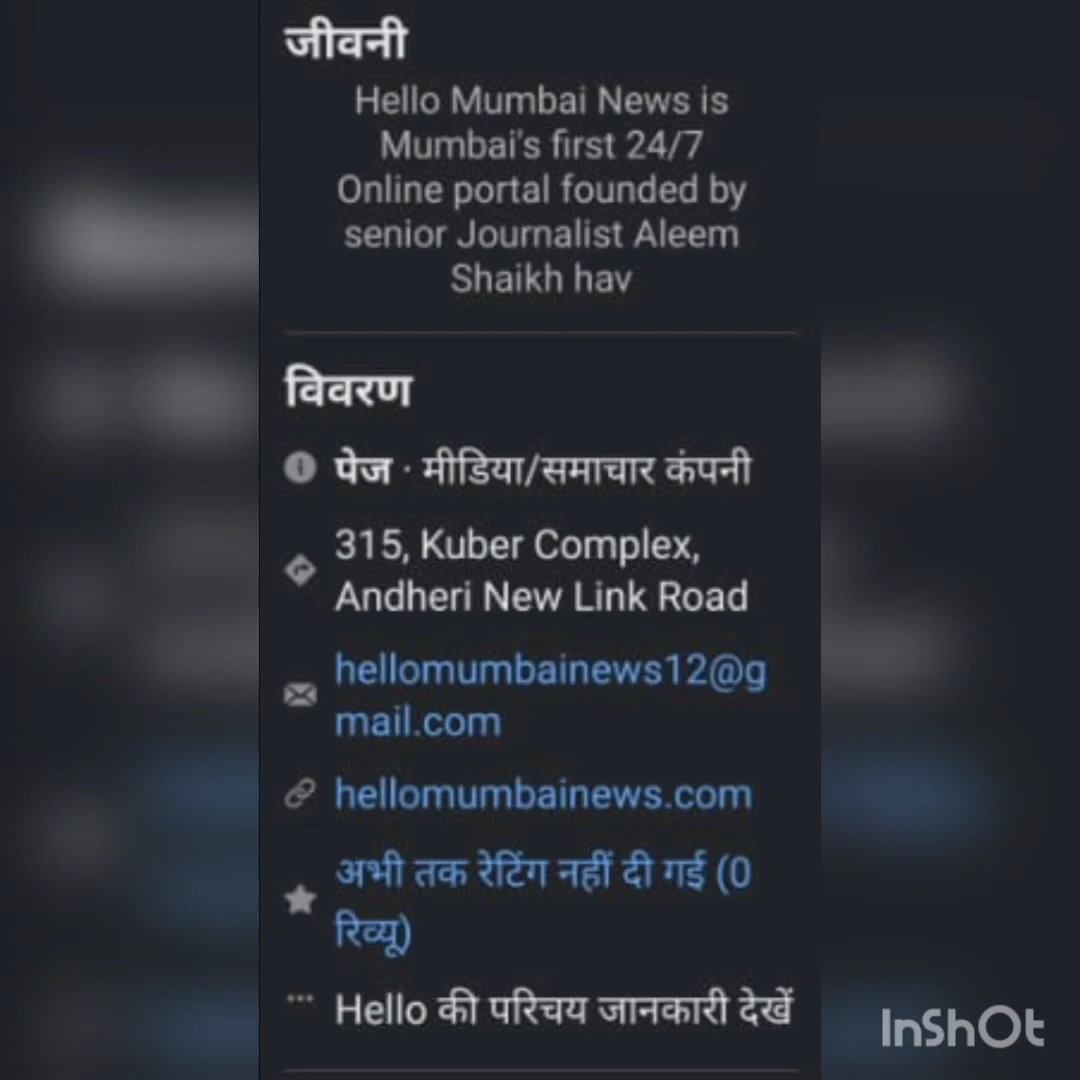 जीवनी
Hello Mumbai News is
Mumbai's first 24/7
Online portal founded by
senior Journalist Aleem
Shaikh hav
विवरण
पेज · मीडिया/समाचार कंपनी
315, Kuber Complex,
Andheri New Link Road
hellomumbainews12@g
mail.com
hellomumbainews.com
अभी तक रेटिंग नहीं दी गई (0
रिव्यू)
Hello की परिचय जानकारी देखें
InShOt